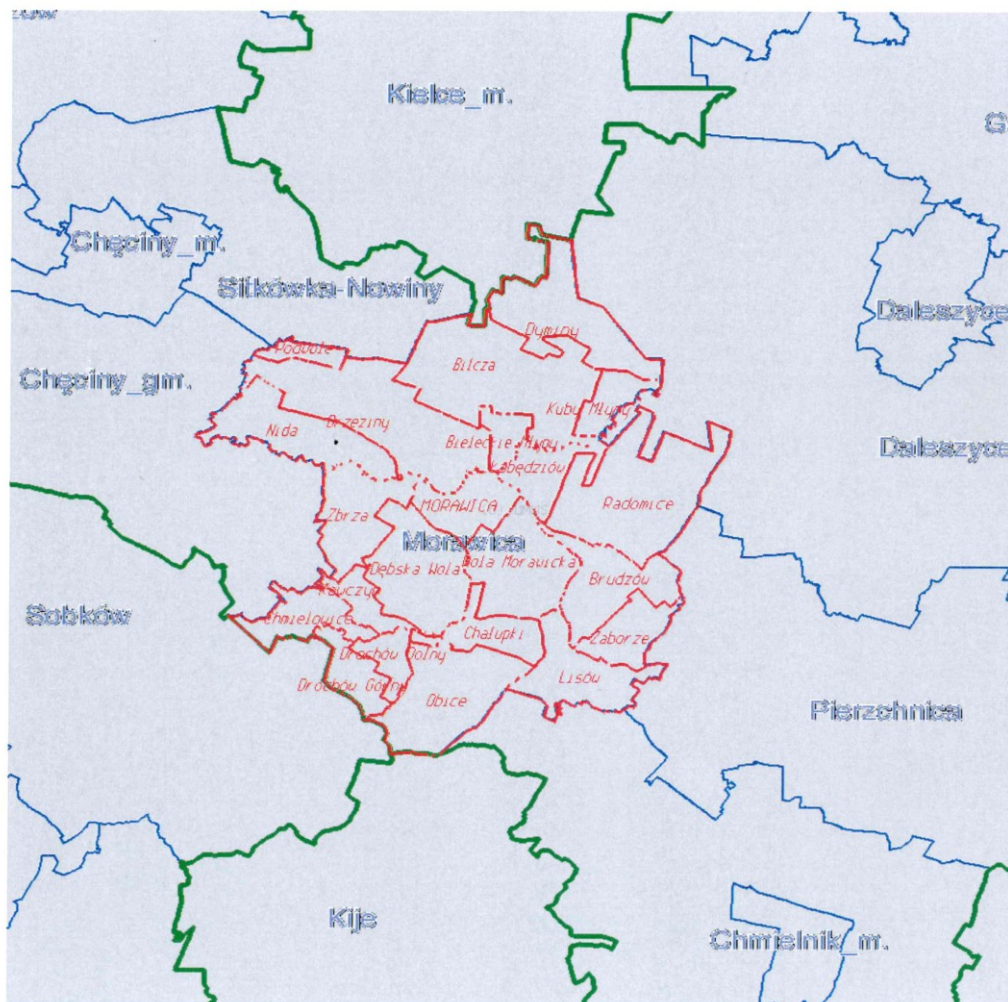 Kielce_m.
G
Chęciny_m.
Sitkówka-Nowiny
Daleszyce
Dyminy
Podwole
Bilcza
Chęciny_gm.
Kuby Młyny
Brzeziny
Nida
Bieleckie Młyny
Daleszyce
Łabędziów
MORAWICA
Radomice
Zbrza
Morawica
Dębska Wola
Wola Morawicka
Brudzów
Kawczyn
Sobków
Chmielowice
Chałupki
Zaborze
Drochów Dolny
Lisów
Drochów Górny
Obice
Pierzchnica
Kije
Chmielnik_m.